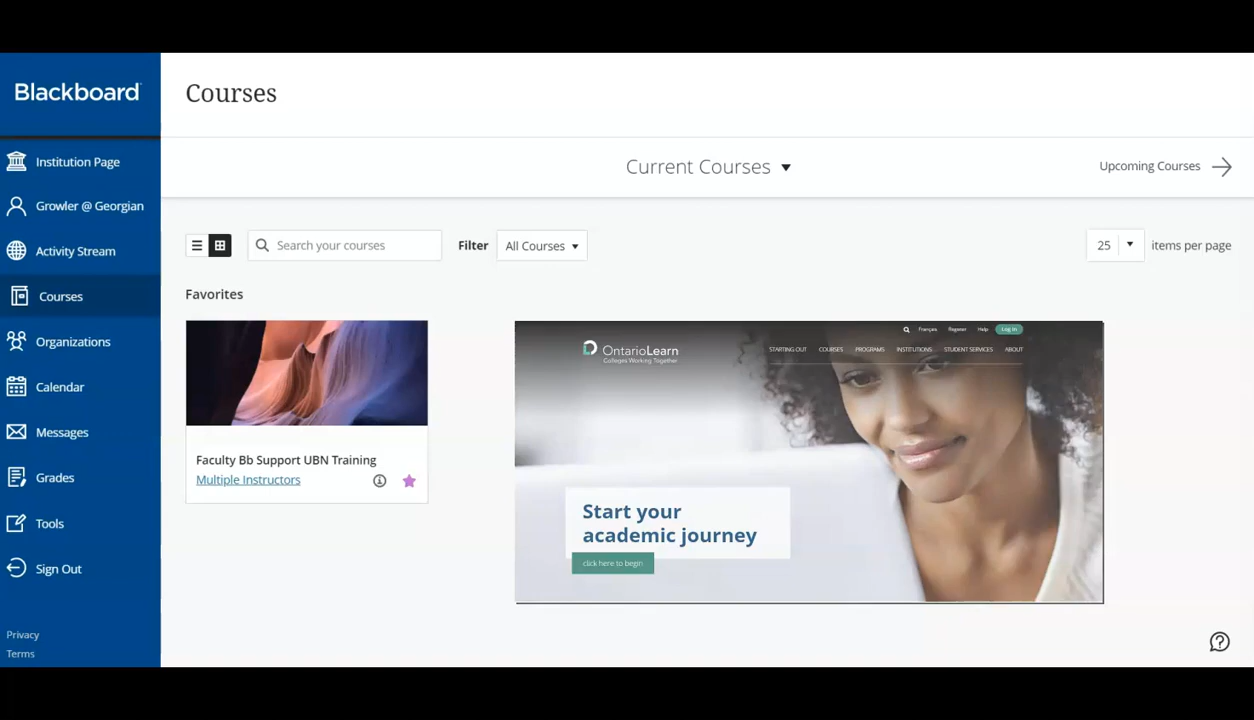 Blackboard
Institution Page
Growler @ Georgian
Activity Stream
Courses
Organizations
Calendar
Messages
Grades
Tools
Sign Out
Privacy
Terms
Courses
Current Courses
Upcoming Courses
Search your courses
Filter
All Courses
25
items per page
Favorites
Faculty Bb Support UBN Training
Multiple Instructors
Français Register Help Log In
OntarioLearn
Colleges Working Together
STARTING OUT COURSES PROGRAMS INSTITUTIONS STUDENT SERVICES ABOUT
Start your
academic journey
click here to begin